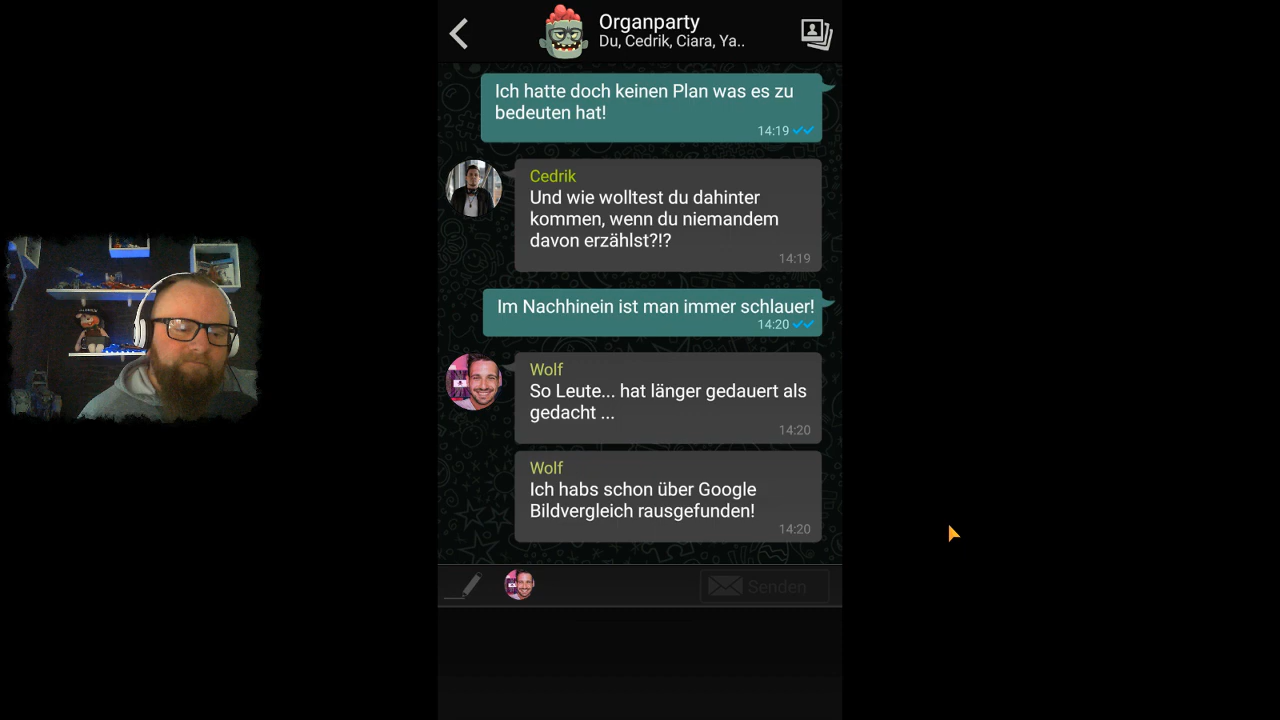 Organparty
Du, Cedrik, Ciara, Ya..
Ich hatte doch keinen Plan was es zu
bedeuten hat!
14:19
Cedrik
Und wie wolltest du dahinter
kommen, wenn du niemandem
davon erzählst?!?
14:19
Im Nachhinein ist man immer schlauer!
14:20
Wolf
So Leute... hat länger gedauert als
gedacht ...
14:20
Wolf
Ich habs schon über Google
Bildvergleich rausgefunden!
14:20
Senden